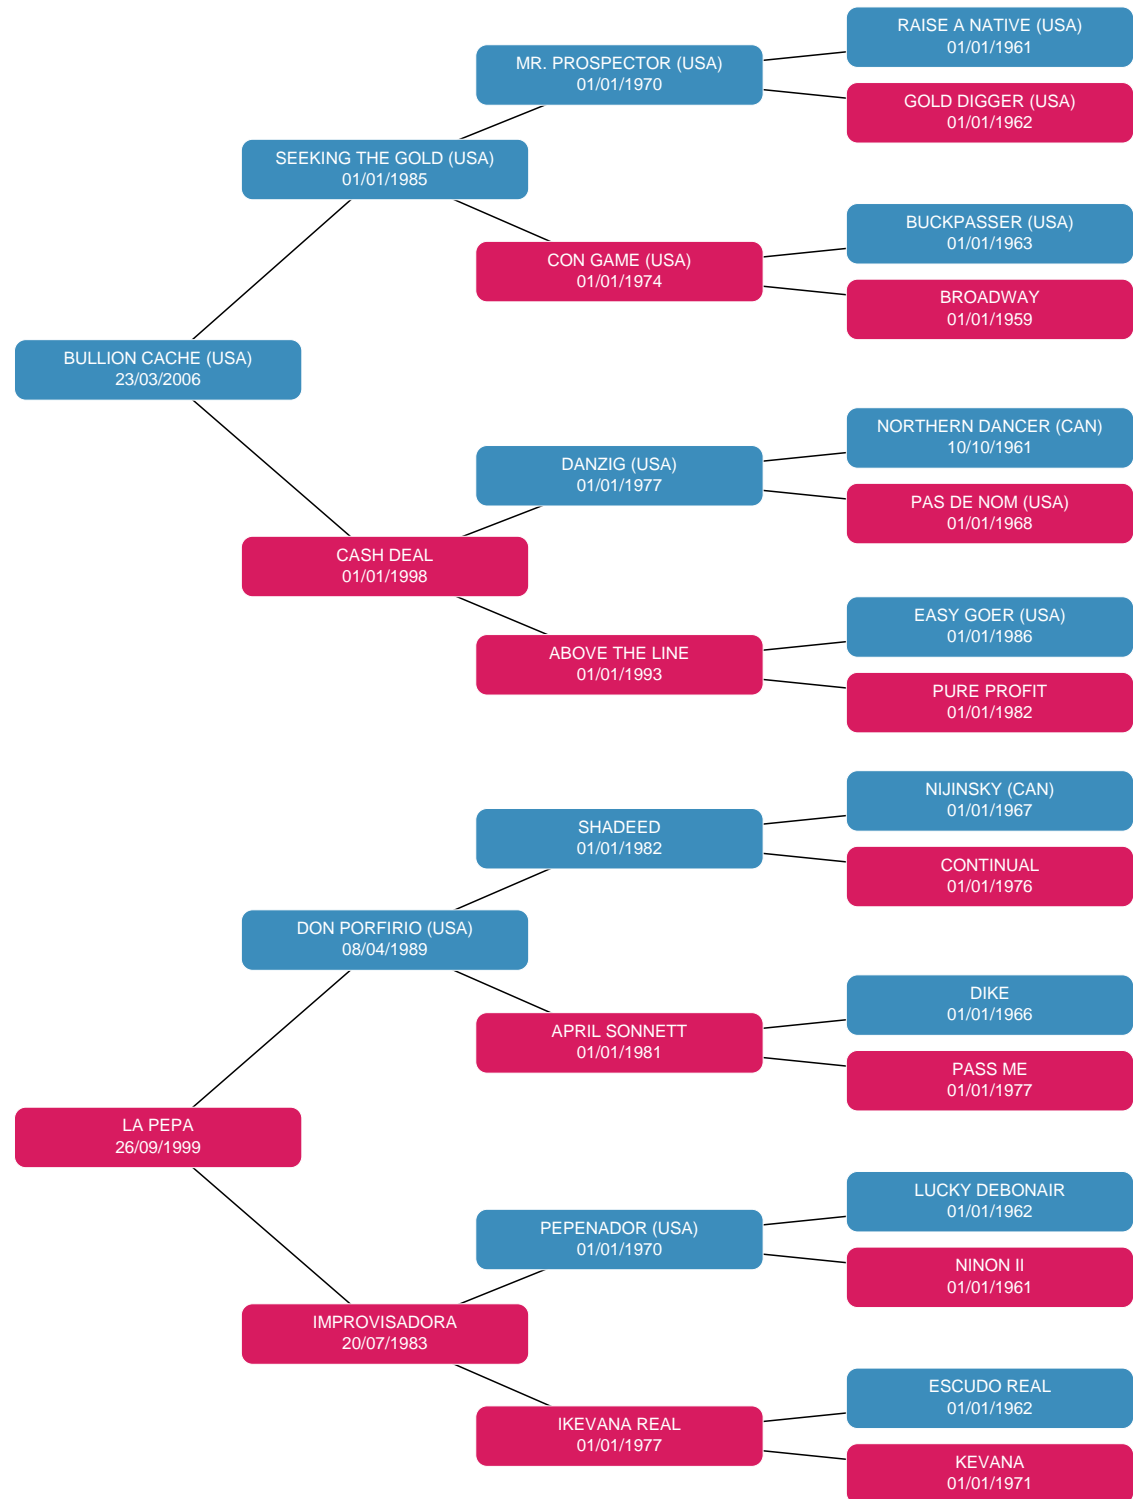 RAISE A NATIVE (USA)
01/01/1961
MR. PROSPECTOR (USA)
01/01/1970
GOLD DIGGER (USA)
01/01/1962
SEEKING THE GOLD (USA)
01/01/1985
BUCKPASSER (USA)
01/01/1963
CON GAME (USA)
01/01/1974
BROADWAY
01/01/1959
BULLION CACHE (USA)
23/03/2006
NORTHERN DANCER (CAN)
10/10/1961
DANZIG (USA)
01/01/1977
PAS DE NOM (USA)
01/01/1968
CASH DEAL
01/01/1998
EASY GOER (USA)
01/01/1986
ABOVE THE LINE
01/01/1993
PURE PROFIT
01/01/1982
NIJINSKY (CAN)
01/01/1967
SHADEED
01/01/1982
CONTINUAL
01/01/1976
DON PORFIRIO (USA)
08/04/1989
DIKE
01/01/1966
APRIL SONNETT
01/01/1981
PASS ME
01/01/1977
LA PEPA
26/09/1999
LUCKY DEBONAIR
01/01/1962
PEPENADOR (USA)
01/01/1970
NINON II
01/01/1961
IMPROVISADORA
20/07/1983
ESCUDO REAL
01/01/1962
IKEVANA REAL
01/01/1977
KEVANA
01/01/1971